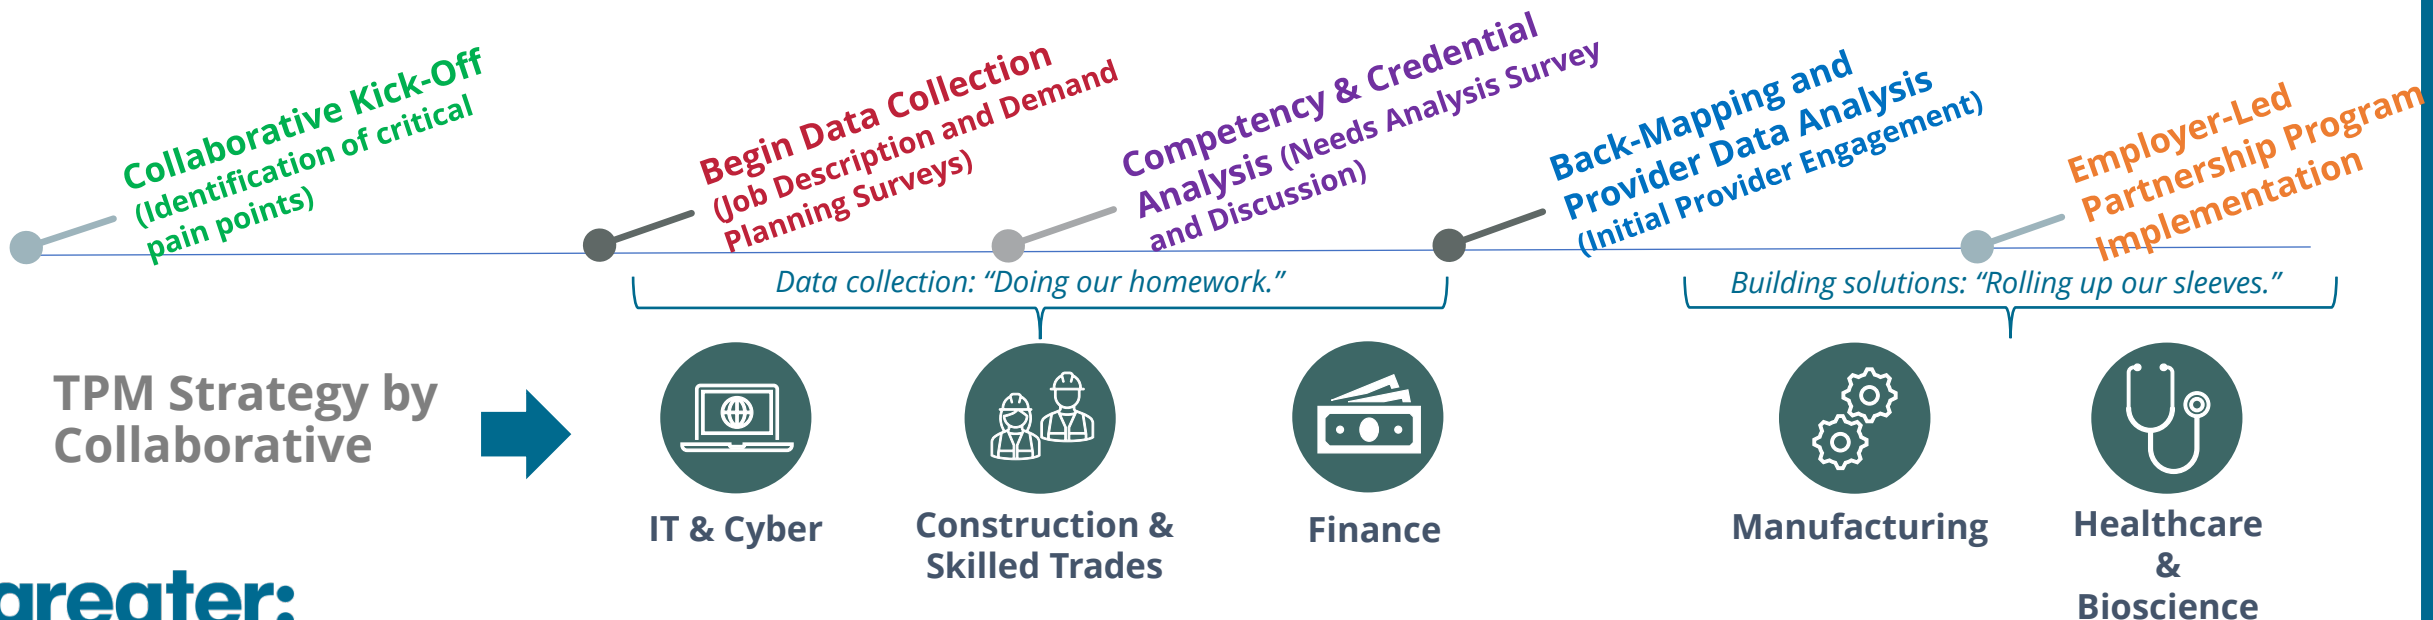 Collaborative Kick-Off
(Identification of critical
pain points)
Begin Data Collection
(Job Description and Demand
Planning Surveys)
Competency & Credential
Analysis (Needs Analysis Survey
and Discussion)
Back-Mapping and
Provider Data Analysis
(Initial Provider Engagement)
Employer-Led
Partnership Program
Implementation
Data collection: “Doing our homework.”
Building solutions: “Rolling up our sleeves.”
TPM Strategy by
Collaborative
IT & Cyber
Construction &
Skilled Trades
Finance
Manufacturing
Healthcare
&
Bioscience
greater: